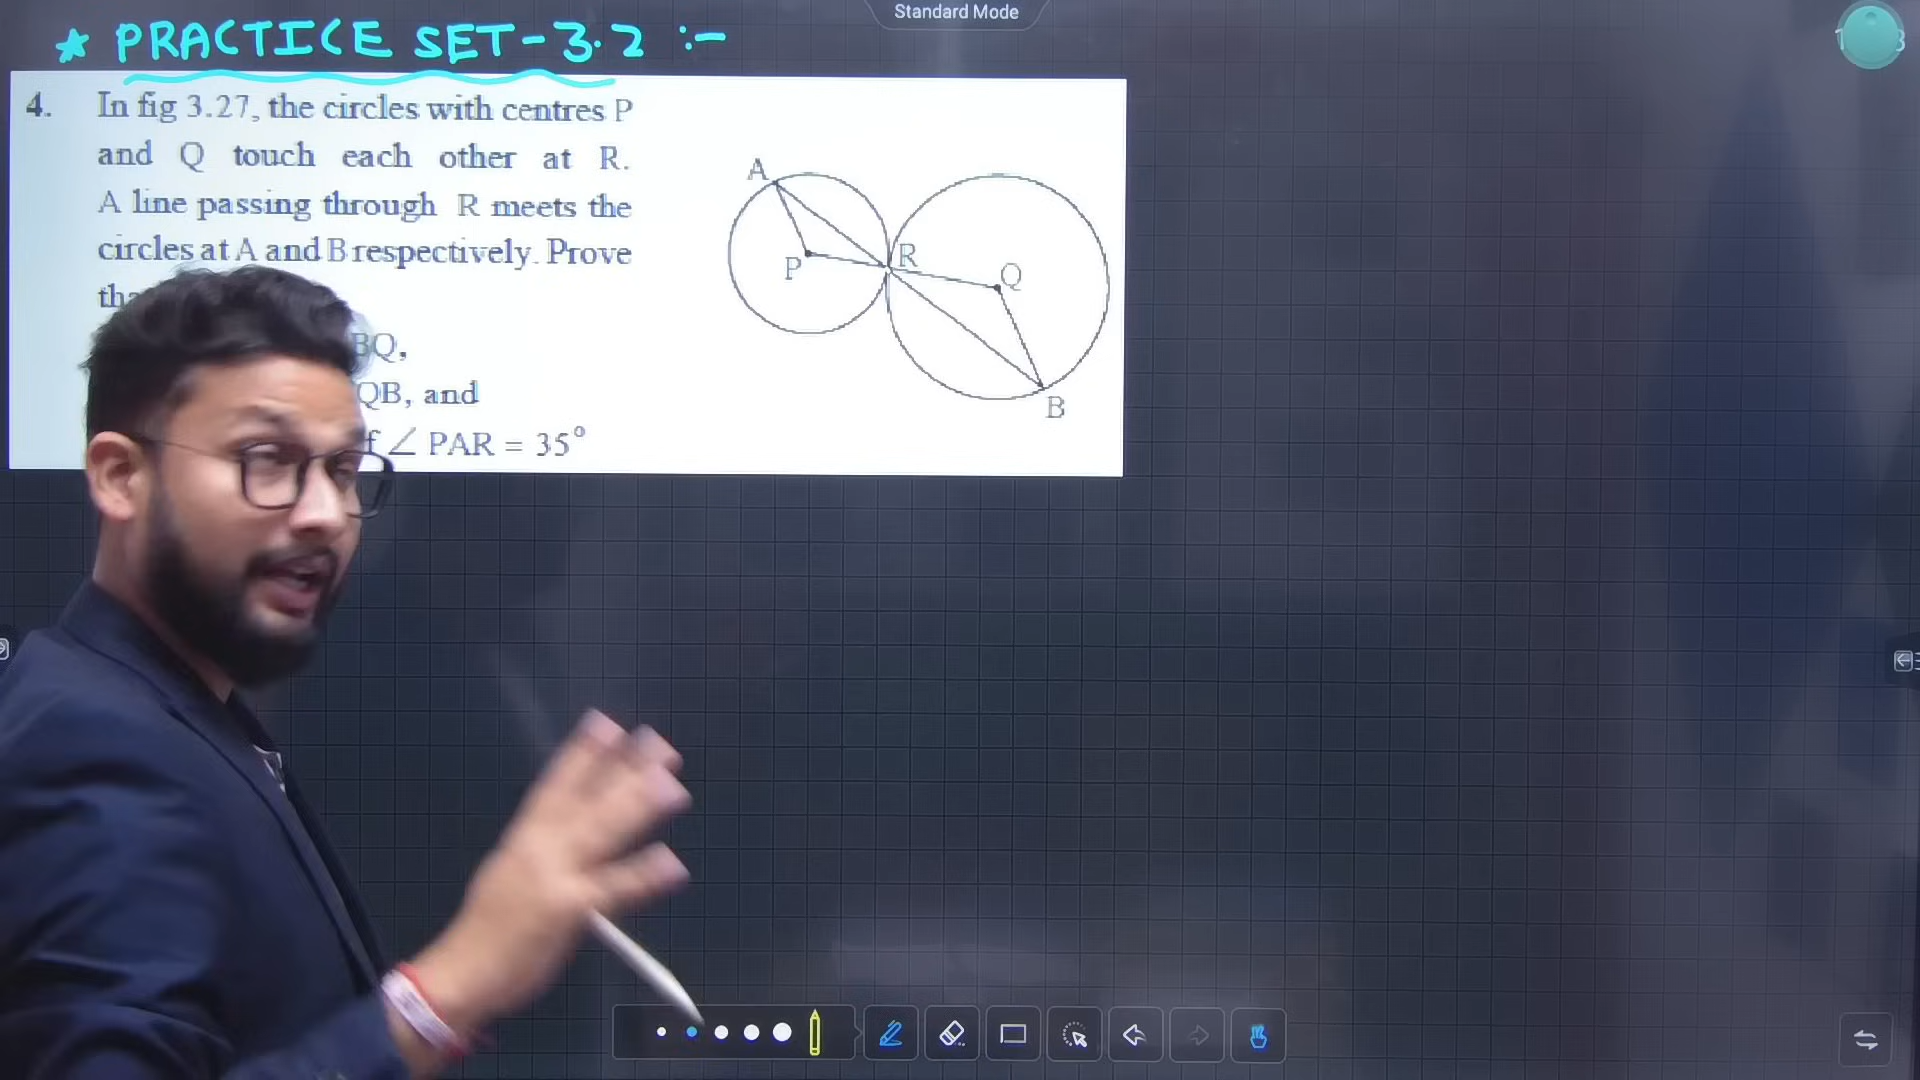 Standard Mode
* PRACTICE SET-3.2 :-
4. In fig 3.27, the circles with centres P
and Q touch each other at R.
A line passing through R meets the
circles at A and B respectively. Prove
BQ,
QB, and
∠ PAR = 35°
A
P
R
Q
B